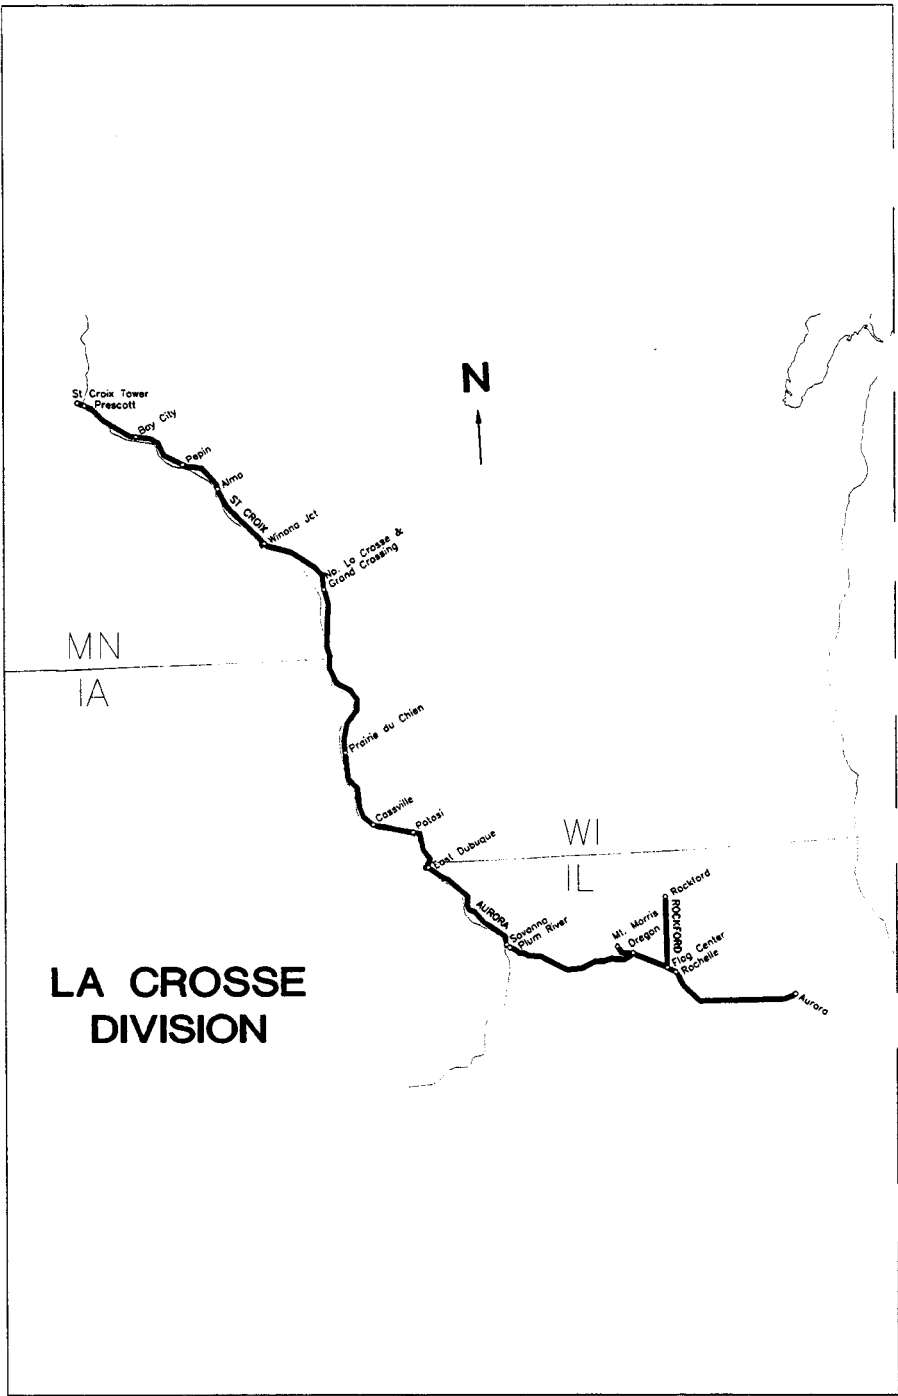 N
St Croix Tower
Prescott
Bay City
Pepin
Alma
ST CROIX
Winona Jct
No. La Crosse &
Grand Crossing
MN
IA
Prairie du Chien
Cassville
Potosi
East Dubuque
WI
IL
AURORA
Savanna
Plum River
Mt. Morris
Oregon
Rockford
ROCKFORD
Flag Center
Rochelle
Aurora
LA CROSSE
DIVISION